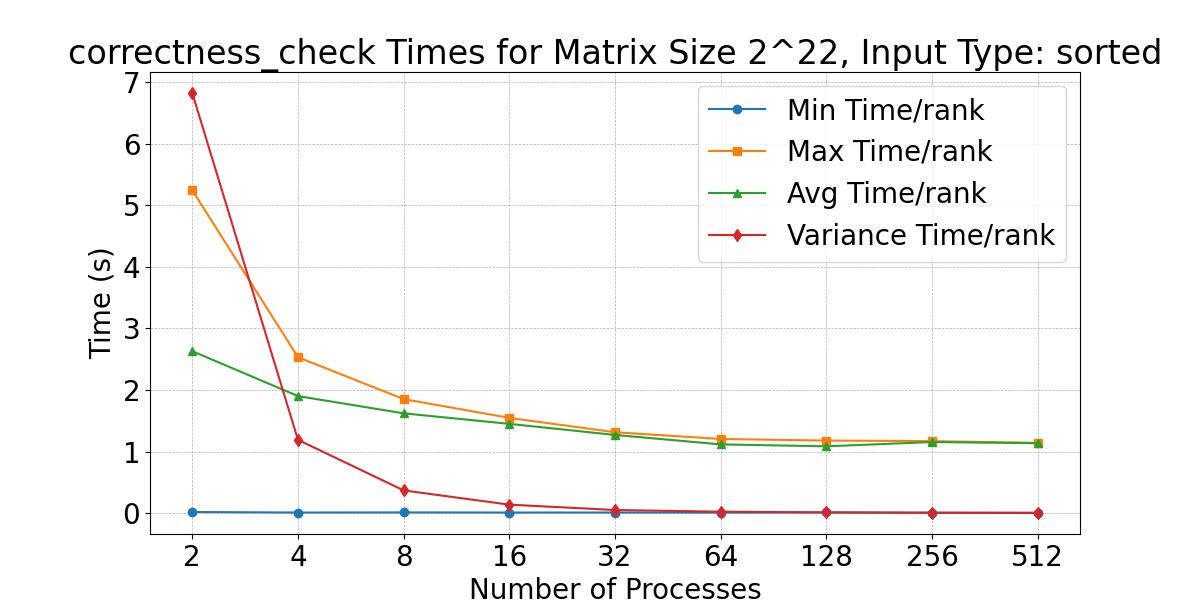 correctness_check Times for Matrix Size 2^22, Input Type: sorted
Min Time/rank
Max Time/rank
Avg Time/rank
Variance Time/rank
Time (s)
7
6
5
4
3
2
1
0
2 4 8 16 32 64 128 256 512
Number of Processes